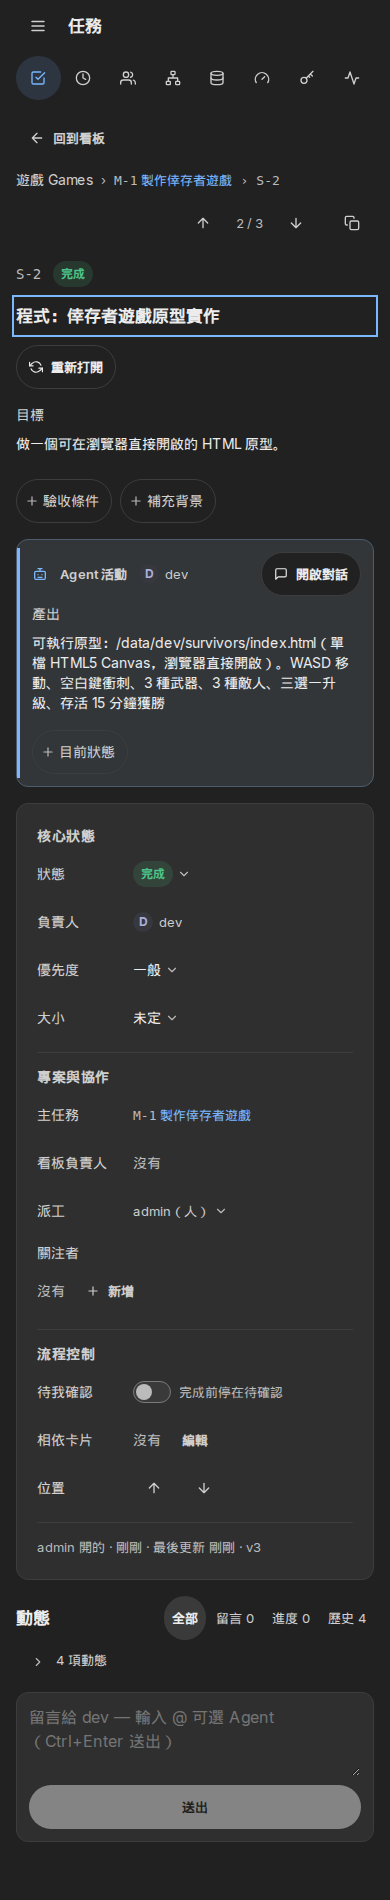 任務
回到看板
遊戲 Games › M-1 製作倖存者遊戲 › S-2
2 / 3
S-2 完成
程式：倖存者遊戲原型實作
重新打開
目標
做一個可在瀏覽器直接開啟的 HTML 原型。
+ 驗收條件 + 補充背景
Agent 活動 D dev 開啟對話
產出
可執行原型：/data/dev/survivors/index.html（單
檔 HTML5 Canvas，瀏覽器直接開啟）。WASD 移
動、空白鍵衝刺、3 種武器、3 種敵人、三選一升
級、存活 15 分鐘獲勝
+ 目前狀態
核心狀態
狀態 完成
負責人 D dev
優先度 一般
大小 未定
專案與協作
主任務 M-1 製作倖存者遊戲
看板負責人 沒有
派工 admin（人）
關注者
沒有 + 新增
流程控制
待我確認 完成前停在待確認
相依卡片 沒有 編輯
位置
admin 開的 · 剛剛 · 最後更新 剛剛 · v3
動態 全部 留言 0 進度 0 歷史 4
4 項動態
留言給 dev — 輸入 @ 可選 Agent
（Ctrl+Enter 送出）
送出